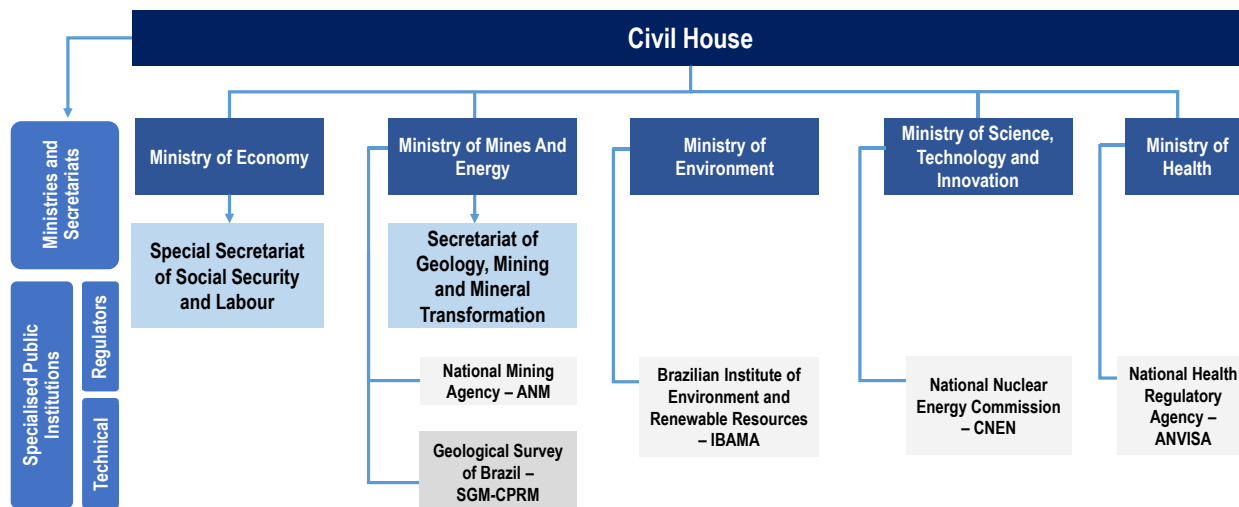 Civil House
Ministries and
Secretariats
Ministry of Economy
Ministry of Mines And
Energy
Ministry of
Environment
Ministry of Science,
Technology and
Innovation
Ministry of
Health
Special Secretariat
of Social Security
and Labour
Secretariat of
Geology, Mining
and Mineral
Transformation
Specialised Public
Institutions
Regulators
National Mining
Agency – ANM
Brazilian Institute of
Environment and
Renewable Resources
– IBAMA
National Nuclear
Energy Commission
– CNEN
National Health
Regulatory
Agency –
ANVISA
Technical
Geological Survey
of Brazil –
SGM-CPRM